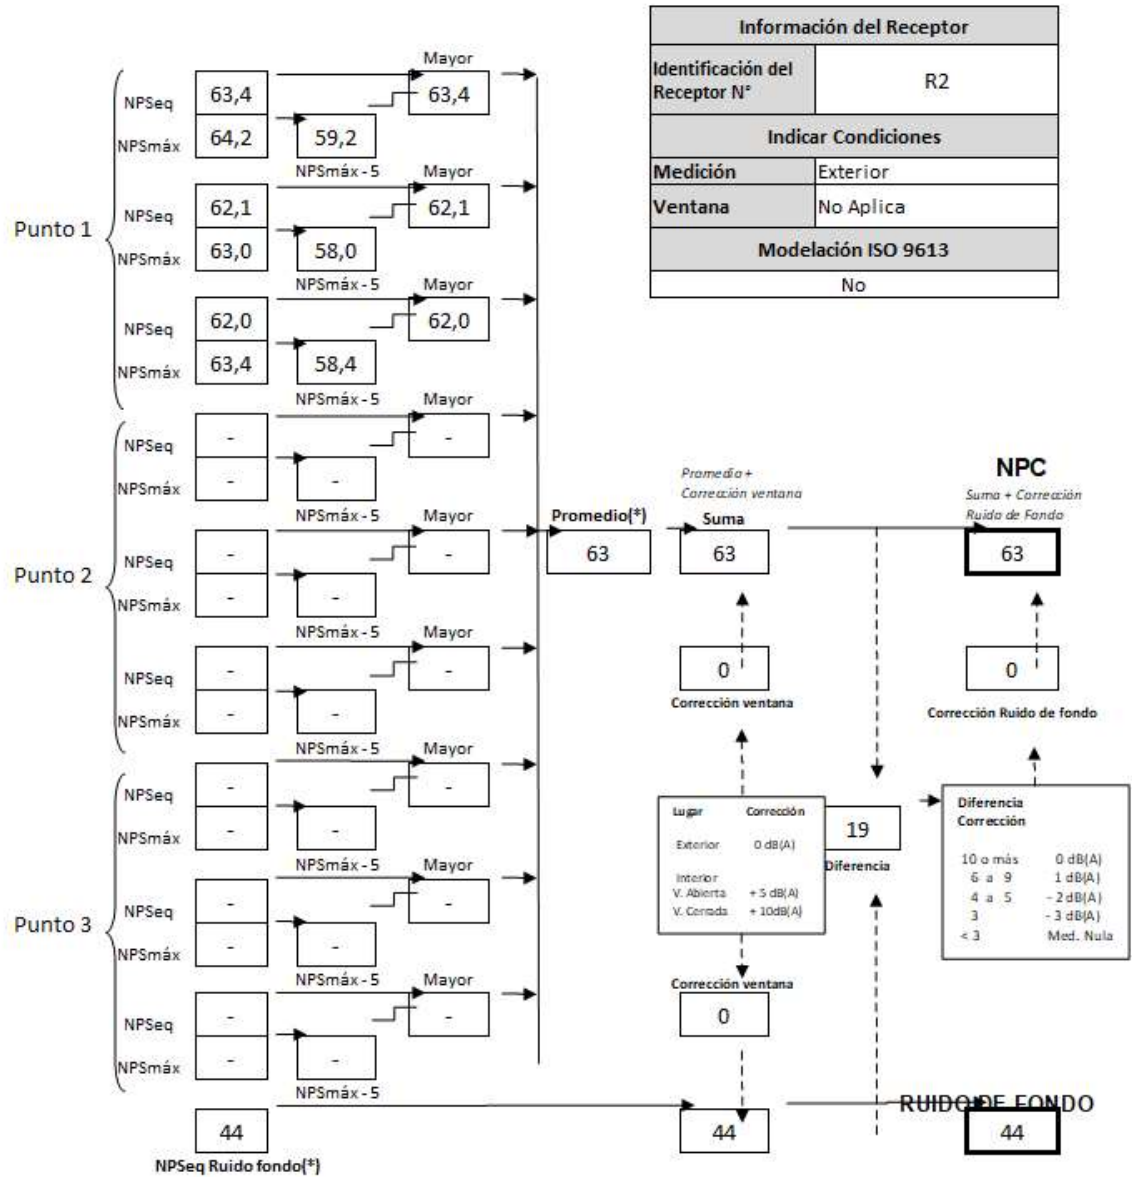 Información del Receptor
Identificación del Receptor N°
R2
Indicar Condiciones
Medición
Exterior
Ventana
No Aplica
Modelación ISO 9613
No
Punto 1
Mayor
NPSeq
63,4
63,4
NPSmáx
64,2
59,2
NPSmáx - 5
Mayor
NPSeq
62,1
62,1
NPSmáx
63,0
58,0
NPSmáx - 5
Mayor
NPSeq
62,0
62,0
NPSmáx
63,4
58,4
NPSmáx - 5
Punto 2
Mayor
NPSeq
-
-
NPSmáx
-
-
NPSmáx - 5
Mayor
NPSeq
-
-
NPSmáx
-
-
NPSmáx - 5
Mayor
NPSeq
-
-
NPSmáx
-
-
NPSmáx - 5
Punto 3
Mayor
NPSeq
-
-
NPSmáx
-
-
NPSmáx - 5
Mayor
NPSeq
-
-
NPSmáx
-
-
NPSmáx - 5
Mayor
NPSeq
-
-
NPSmáx
-
-
NPSmáx - 5
44
NPSeq Ruido fondo(*)
Promedio(*)
63
Promedio +
Corrección ventana
Suma
63
0
Corrección ventana
Lugar Corrección
Exterior 0 dB(A)
Interior
V. Abierta + 5 dB(A)
V. Cerrada + 10dB(A)
Corrección ventana
0
44
19
Diferencia
NPC
Suma + Corrección
Ruido de Fondo
63
0
Corrección Ruido de fondo
Diferencia
Corrección
10 o más 0 dB(A)
6 a 9 1 dB(A)
4 a 5 - 2 dB(A)
3 - 3 dB(A)
< 3 Med. Nula
RUIDO DE FONDO
44